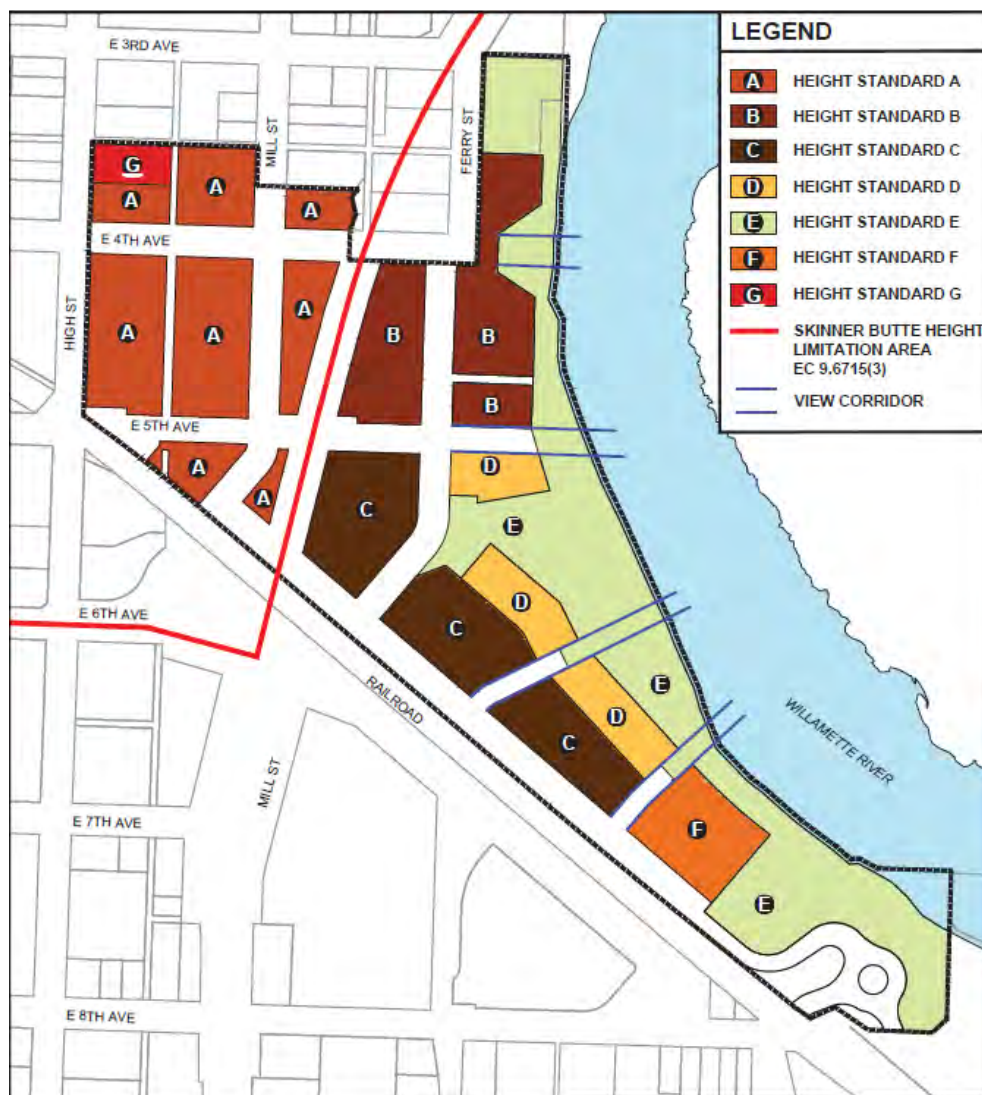 LEGEND
A HEIGHT STANDARD A
B HEIGHT STANDARD B
C HEIGHT STANDARD C
D HEIGHT STANDARD D
E HEIGHT STANDARD E
F HEIGHT STANDARD F
G HEIGHT STANDARD G
SKINNER BUTTE HEIGHT
LIMITATION AREA
EC 9.6715(3)
VIEW CORRIDOR
E 3RD AVE
MILL ST
FERRY ST
G
A
A
A
E 4TH AVE
HIGH ST
A
A
A
B
B
B
E 5TH AVE
A
A
D
C
E
E 6TH AVE
D
C
E
RAILROAD
D
C
WILLAMETTE RIVER
MILL ST
E 7TH AVE
F
E
E 8TH AVE